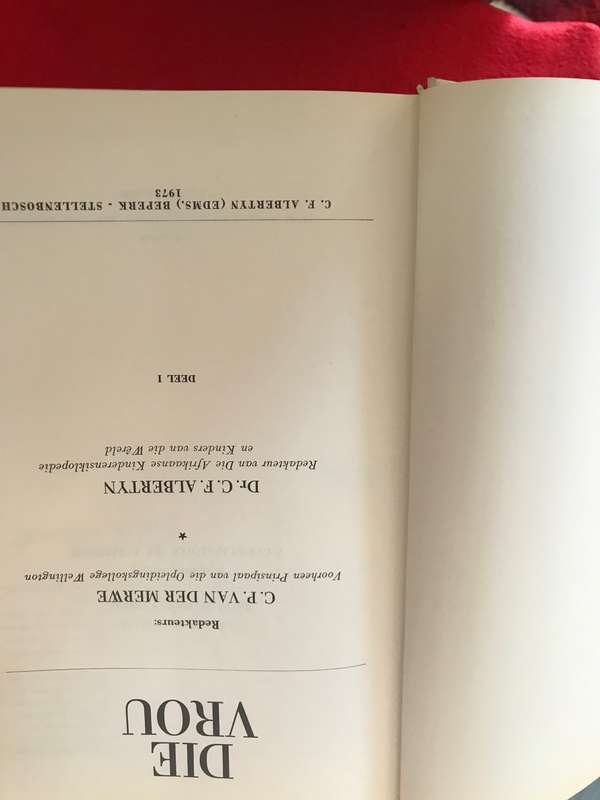 DIE
VROU
Redakteurs:
C. P. VAN DER MERWE
Voorheen Prinsipaal van die Opleidingskollege Wellington
★
Dr. C. F. ALBERTYN
Redakteur van Die Afrikaanse Kinderensiklopedie
en Kinders van die Wêreld
DEEL I
C. F. ALBERTYN (EDMS.) BEPERK - STELLENBOSCH
1973